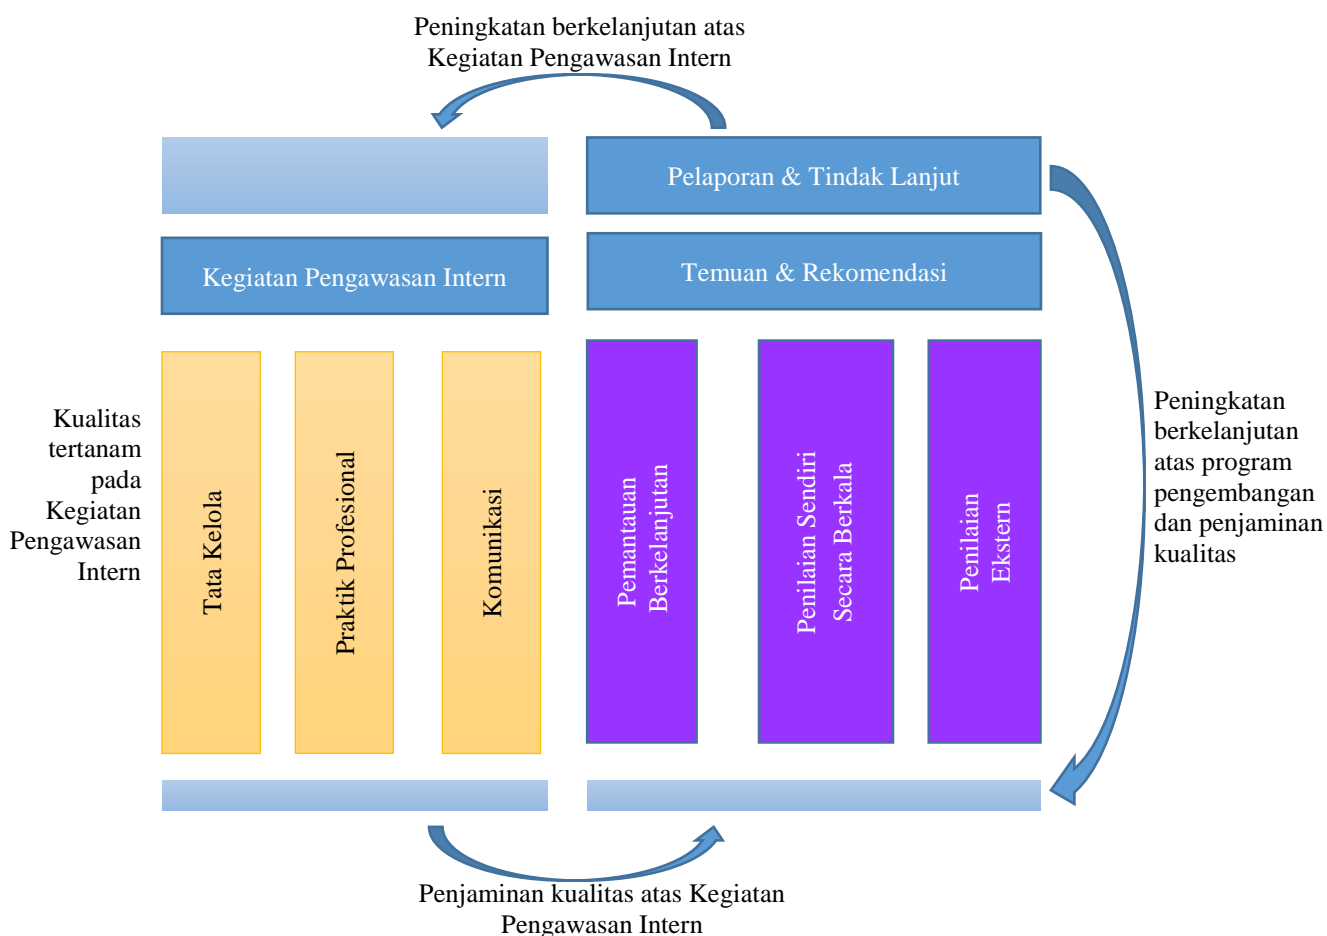 Peningkatan berkelanjutan atas
Kegiatan Pengawasan Intern
Pelaporan & Tindak Lanjut
Kegiatan Pengawasan Intern
Temuan & Rekomendasi
Kualitas
tertanam
pada
Kegiatan
Pengawasan
Intern
Tata Kelola
Praktik Profesional
Komunikasi
Pemantauan
Berkelanjutan
Penilaian Sendiri
Secara Berkala
Penilaian
Ekstern
Peningkatan
berkelanjutan
atas program
pengembangan
dan penjaminan
kualitas
Penjaminan kualitas atas Kegiatan
Pengawasan Intern